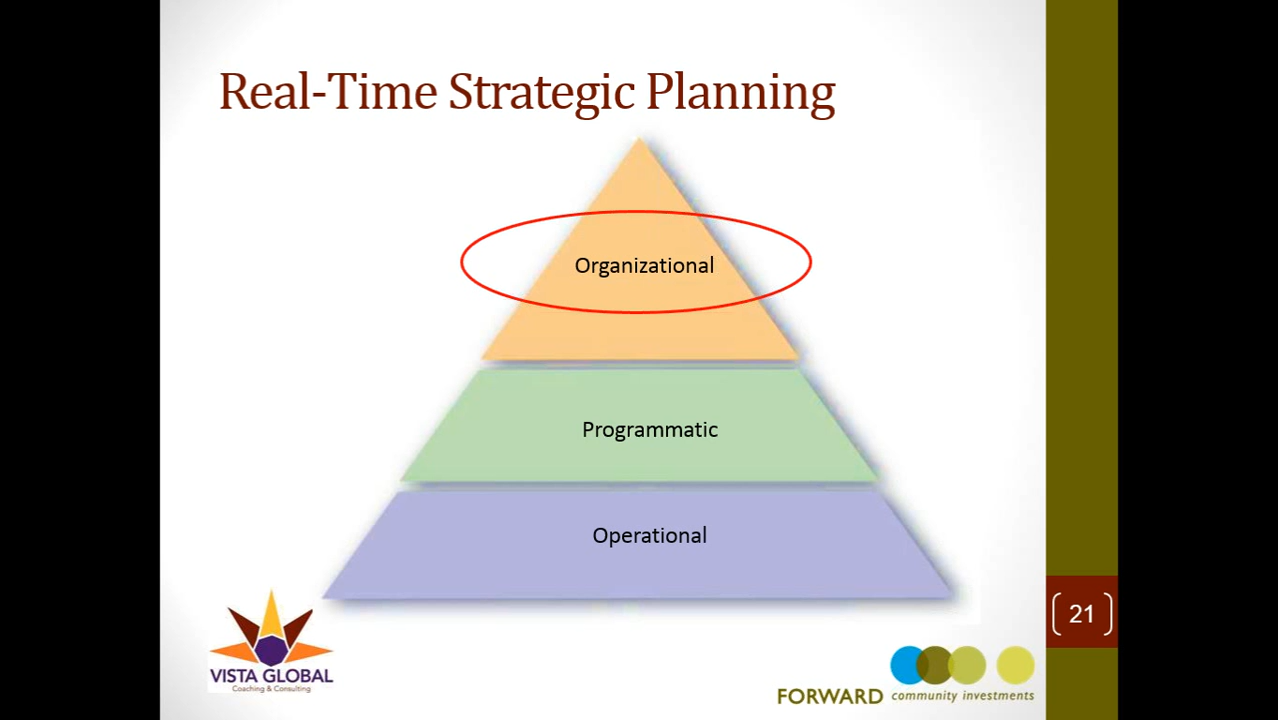 Real-Time Strategic Planning
Organizational
Programmatic
Operational
21
VISTA GLOBAL
Coaching & Consulting
FORWARD community investments